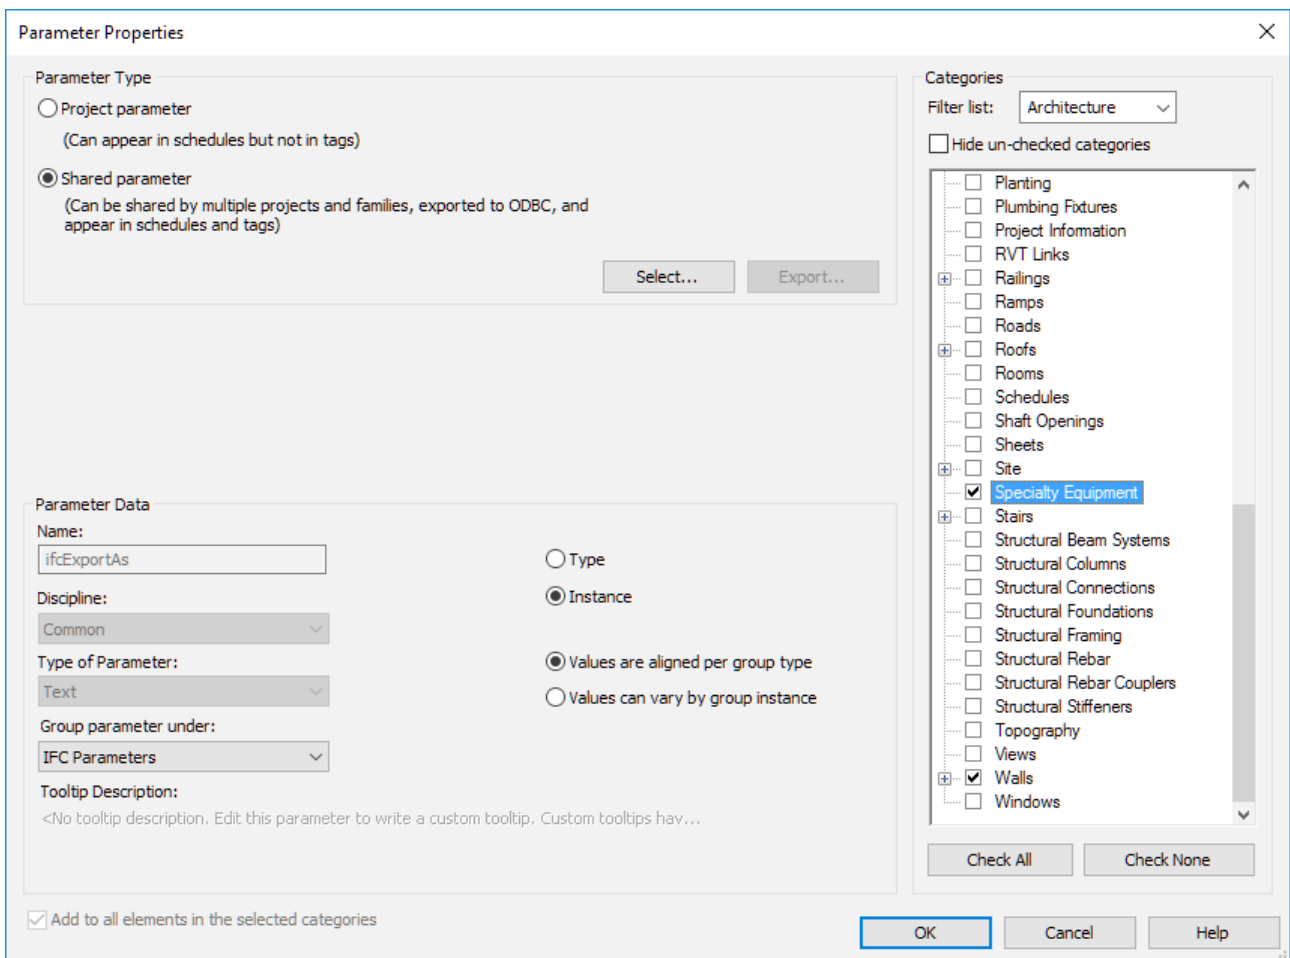 Parameter Properties
Parameter Type
Project parameter
(Can appear in schedules but not in tags)
Shared parameter
(Can be shared by multiple projects and families, exported to ODBC, and
appear in schedules and tags)
Select...
Export...
Parameter Data
Name:
ifcExportAs
Discipline:
Common
Type of Parameter:
Text
Group parameter under:
IFC Parameters
Tooltip Description:
<No tooltip description. Edit this parameter to write a custom tooltip. Custom tooltips hav...
Type
Instance
Values are aligned per group type
Values can vary by group instance
Add to all elements in the selected categories
Categories
Filter list:
Architecture
Hide un-checked categories
Planting
Plumbing Fixtures
Project Information
RVT Links
Railings
Ramps
Roads
Roofs
Rooms
Schedules
Shaft Openings
Sheets
Site
Specialty Equipment
Stairs
Structural Beam Systems
Structural Columns
Structural Connections
Structural Foundations
Structural Framing
Structural Rebar
Structural Rebar Couplers
Structural Stiffeners
Topography
Views
Walls
Windows
Check All
Check None
OK
Cancel
Help